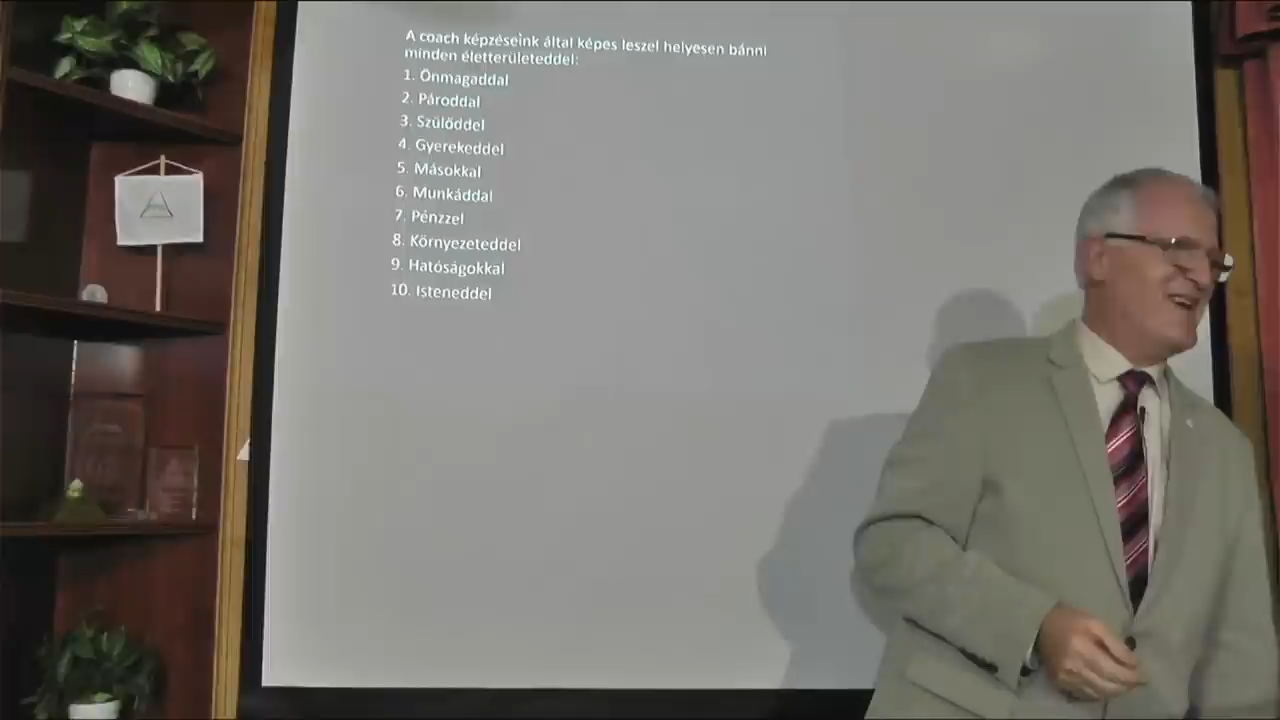 A coach képzéseink által képes leszel helyesen bánni
minden életterületeddel:
1. Önmagaddal
2. Pároddal
3. Szülőddel
4. Gyerekeddel
5. Másokkal
6. Munkáddal
7. Pénzzel
8. Környezeteddel
9. Hatóságokkal
10. Isteneddel